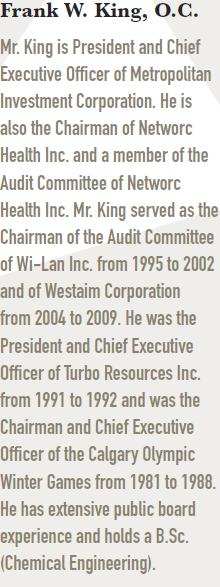 Frank W. King, O.C.
Mr. King is President and Chief
Executive Officer of Metropolitan
Investment Corporation. He is
also the Chairman of Networc
Health Inc. and a member of the
Audit Committee of Networc
Health Inc. Mr. King served as the
Chairman of the Audit Committee
of Wi-Lan Inc. from 1995 to 2002
and of Westaim Corporation
from 2004 to 2009. He was the
President and Chief Executive
Officer of Turbo Resources Inc.
from 1991 to 1992 and was the
Chairman and Chief Executive
Officer of the Calgary Olympic
Winter Games from 1981 to 1988.
He has extensive public board
experience and holds a B.Sc.
(Chemical Engineering).